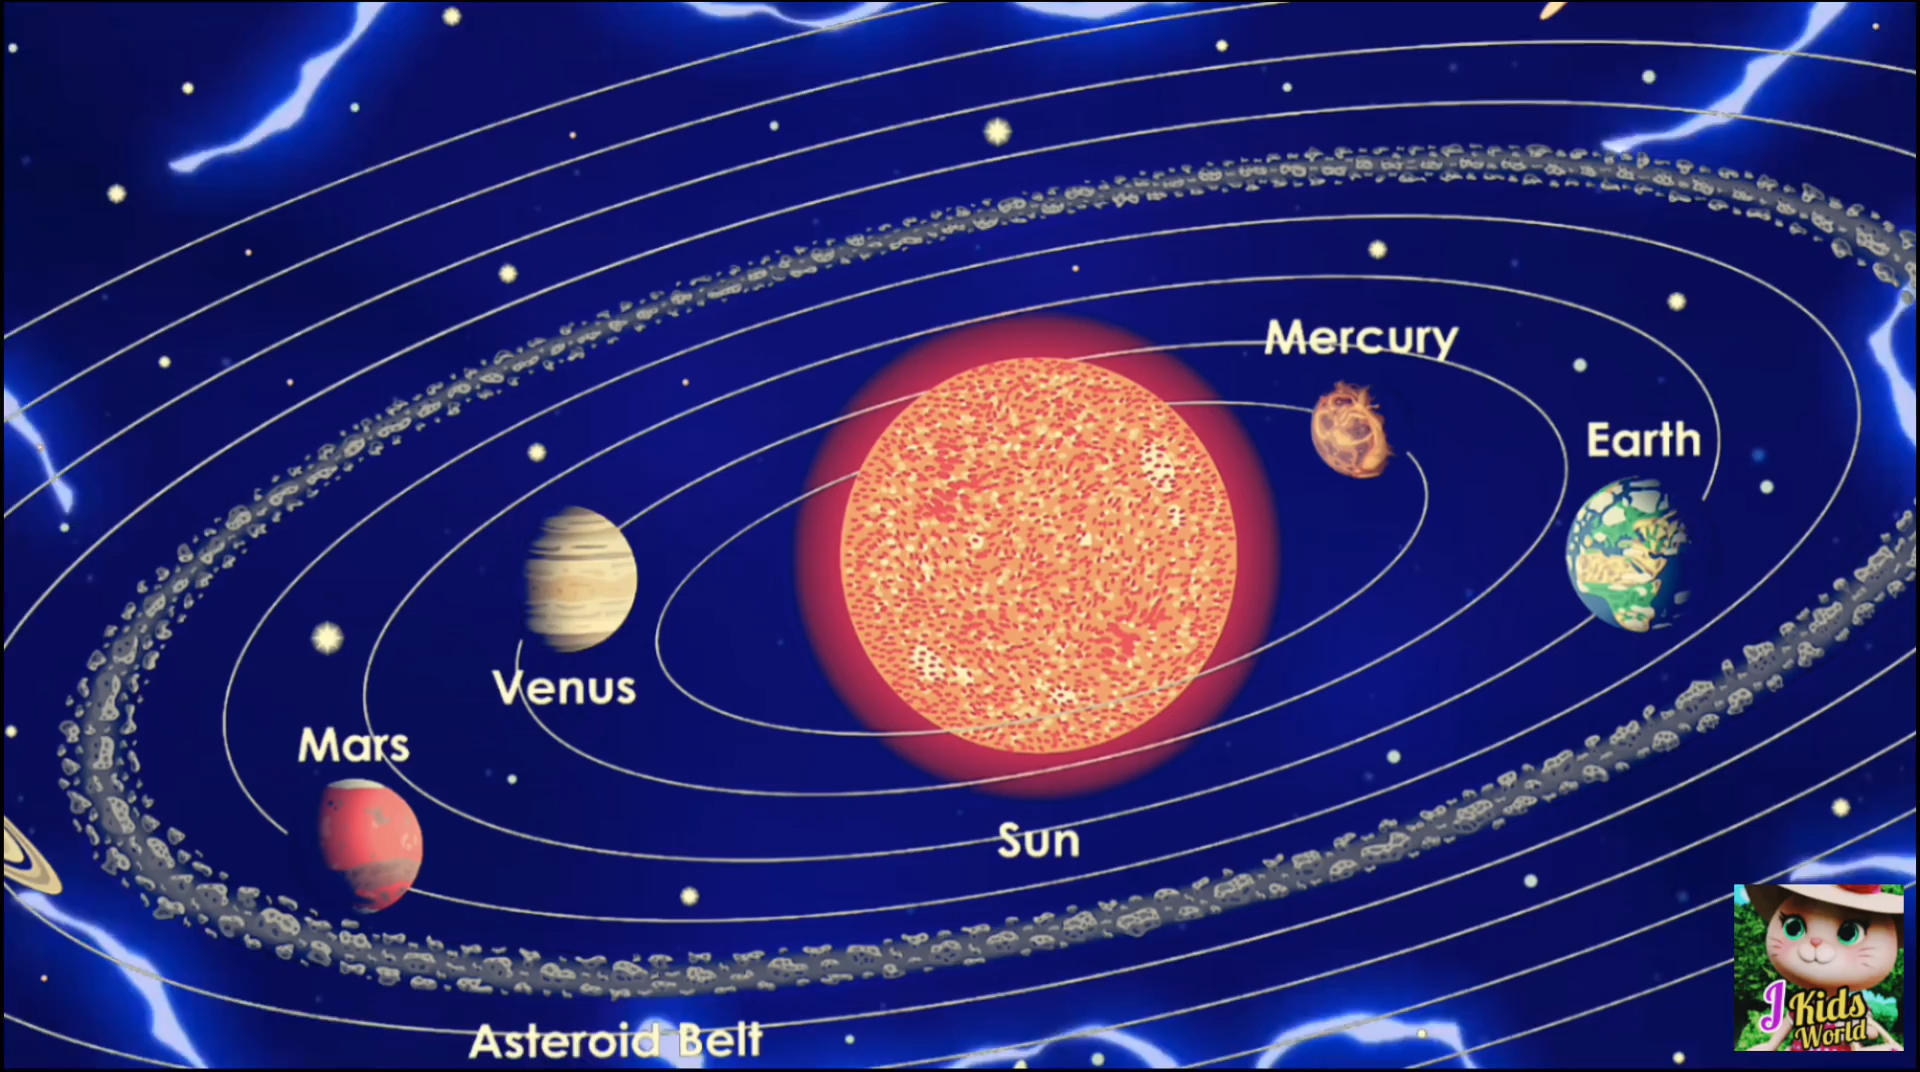 Mercury
Earth
Venus
Mars
Sun
Asteroid Belt
J Kids
World